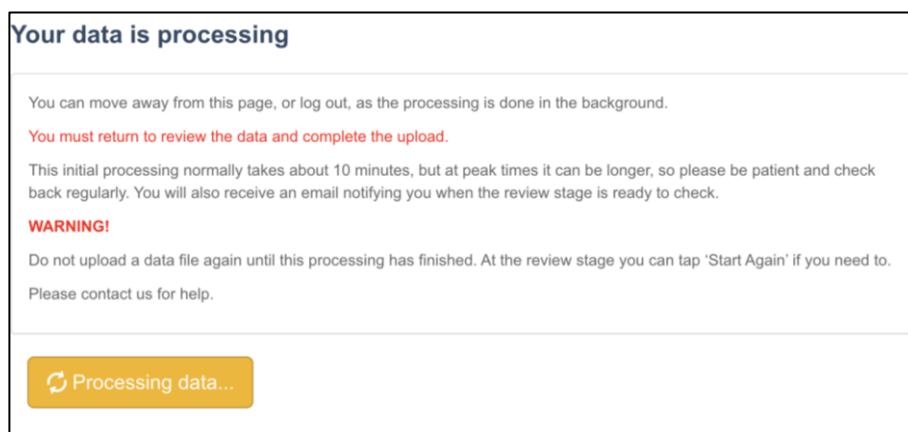 Your data is processing
You can move away from this page, or log out, as the processing is done in the background.
You must return to review the data and complete the upload.
This initial processing normally takes about 10 minutes, but at peak times it can be longer, so please be patient and check
back regularly. You will also receive an email notifying you when the review stage is ready to check.
WARNING!
Do not upload a data file again until this processing has finished. At the review stage you can tap ‘Start Again’ if you need to.
Please contact us for help.
Processing data...